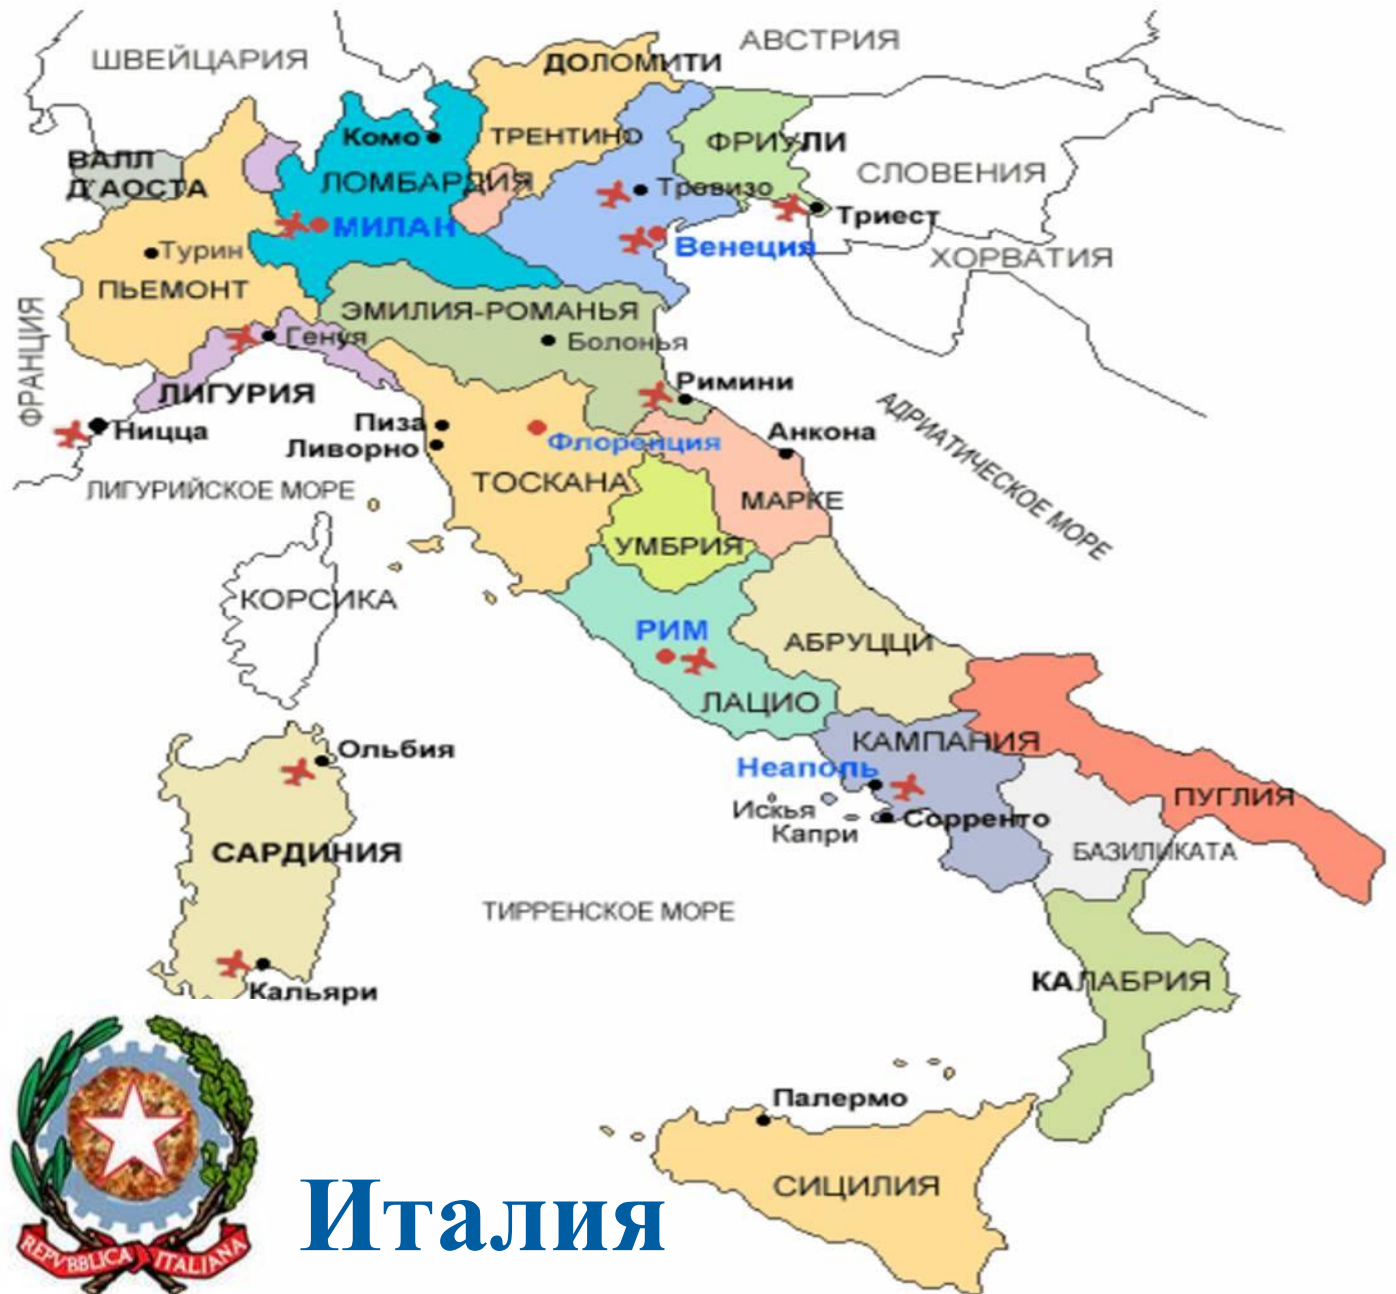 ШВЕЙЦАРИЯ
АВСТРИЯ
ДОЛОМИТИ
Комо
ТРЕНТИНО
ФРИУЛИ
ВАЛЛ
Д'АОСТА
ЛОМБАРДИЯ
СЛОВЕНИЯ
Тревизо
Триест
МИЛАН
Венеция
Турин
ХОРВАТИЯ
ПЬЕМОНТ
ЭМИЛИЯ-РОМАНЬЯ
ФРАНЦИЯ
Генуя
Болонья
ЛИГУРИЯ
Римини
Ницца
Пиза
Ливорно
Флоренция
Анкона
АДРИАТИЧЕСКОЕ МОРЕ
ЛИГУРИЙСКОЕ МОРЕ
ТОСКАНА
МАРКЕ
УМБРИЯ
КОРСИКА
РИМ
АБРУЦЦИ
ЛАЦИО
Ольбия
КАМПАНИЯ
Неаполь
Искья
Капри
Сорренто
ПУГЛИЯ
САРДИНИЯ
БАЗИЛИКАТА
ТИРРЕНСКОЕ МОРЕ
Кальяри
КАЛАБРИЯ
Палермо
СИЦИЛИЯ
REPVBBLICA ITALIANA
Италия